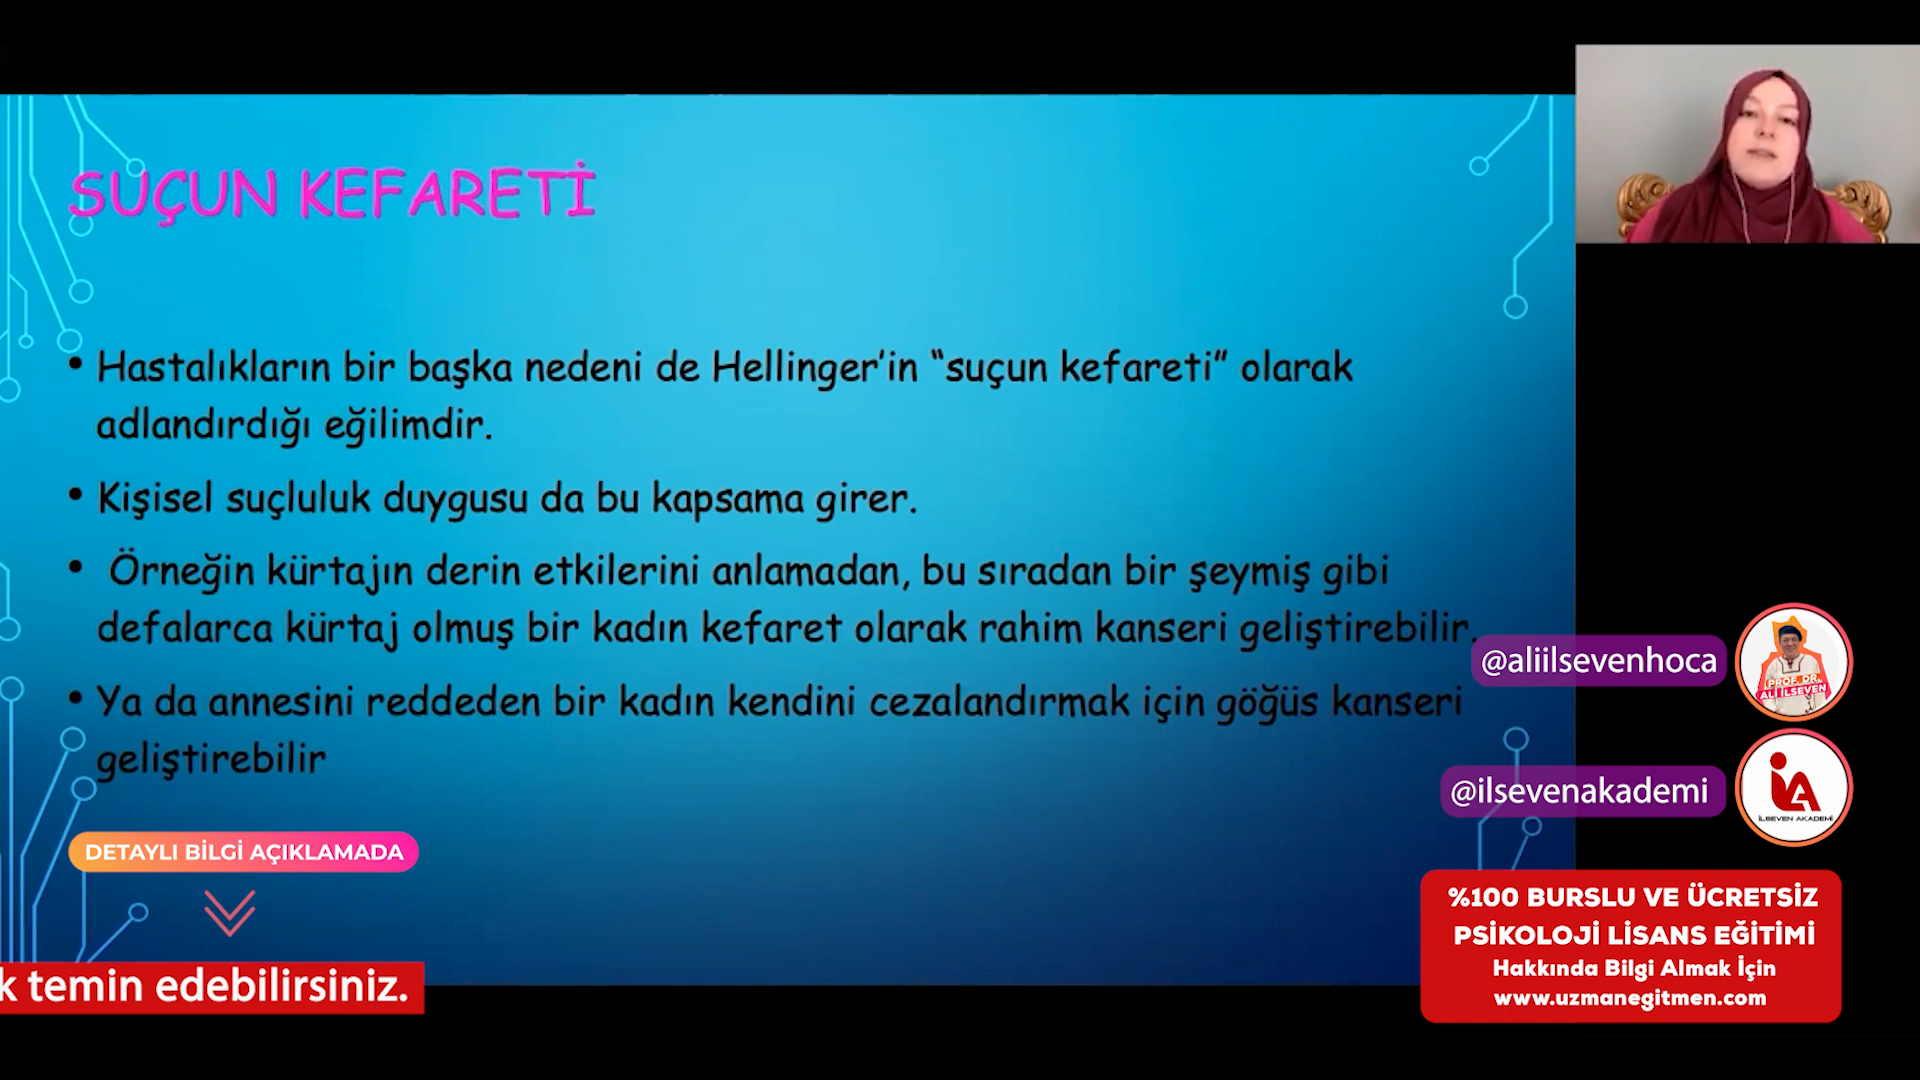 SUÇUN KEFARETİ
• Hastalıkların bir başka nedeni de Hellinger’in “suçun kefareti” olarak
adlandırdığı eğilimdir.
• Kişisel suçluluk duygusu da bu kapsama girer.
• Örneğin kürtajın derin etkilerini anlamadan, bu sıradan bir şeymiş gibi
defalarca kürtaj olmuş bir kadın kefaret olarak rahim kanseri geliştirebilir.
• Ya da annesini reddeden bir kadın kendini cezalandırmak için göğüs kanseri
geliştirebilir
@aliilsevenhoca
PROF. DR.
ALİ İLSEVEN
@ilsevenakademi
iA
İLSEVEN AKADEMİ
DETAYLI BİLGİ AÇIKLAMADA
k temin edebilirsiniz.
%100 BURSLU VE ÜCRETSİZ
PSİKOLOJİ LİSANS EĞİTİMİ
Hakkında Bilgi Almak İçin
www.uzmanegitmen.com